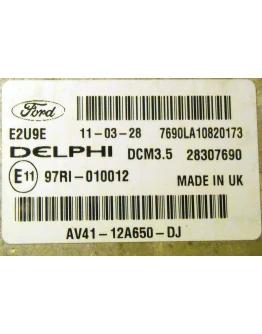 Ford
E2U9E 11-03-28 7690LA10820173
DELPHI DCM3.5 28307690
E11 97RI-010012 MADE IN UK
AV41-12A650-DJ